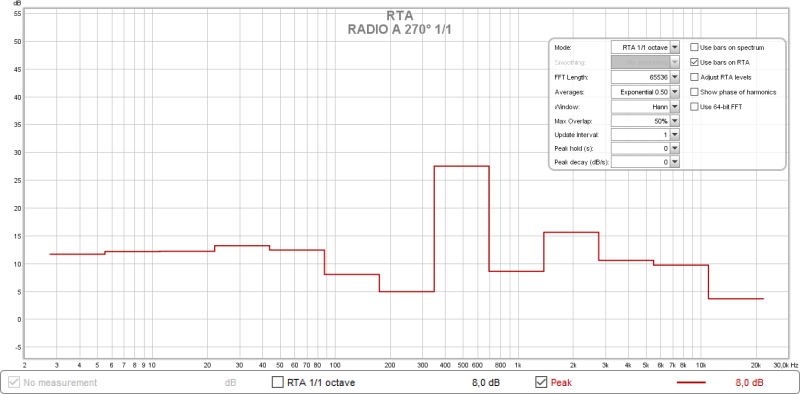 dB
RTA
RADIO A 270° 1/1
55
50
45
40
35
30
25
20
15
10
5
0
-5
Mode: RTA 1/1 octave Use bars on spectrum
Smoothing: Use bars on RTA
FFT Length: 65536 Adjust RTA levels
Averages: Exponential 0,50 Show phase of harmonics
Window: Hann Use 64-bit FFT
Max Overlap: 50%
Update Interval: 1
Peak hold (s): 0
Peak decay (dB/s): 0
2 3 4 5 6 7 8 9 10 20 30 40 50 60 70 80 100 200 300 400 500 600 800 1k 2k 3k 4k 5k 6k 7k 8k 10k 20k 30,0k Hz
No measurement dB RTA 1/1 octave 8,0 dB Peak 8,0 dB